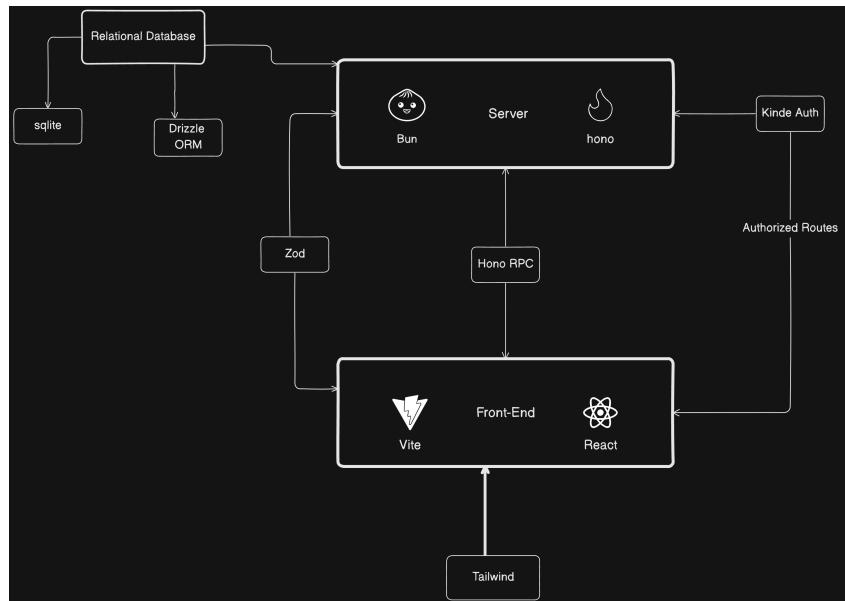 Relational Database
sqlite
Drizzle
ORM
Server
Bun
hono
Kinde Auth
Authorized Routes
Zod
Hono RPC
Front-End
Vite
React
Tailwind